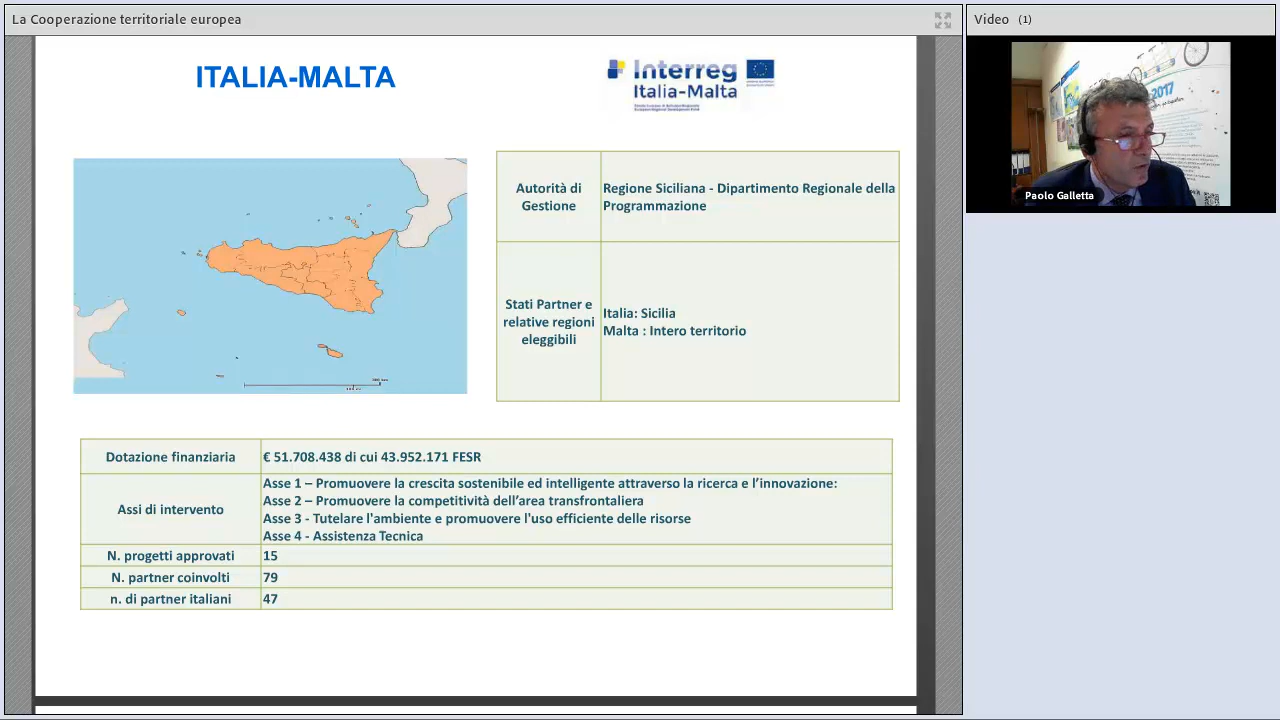 La Cooperazione territoriale europea
Video (1)
ITALIA-MALTA
Interreg
Italia-Malta
2017
Paolo Galletta
Autorità di
Gestione
Regione Siciliana - Dipartimento Regionale della
Programmazione
Stati Partner e
relative regioni
eleggibili
Italia: Sicilia
Malta : Intero territorio
Dotazione finanziaria
€ 51.708.438 di cui 43.952.171 FESR
Assi di intervento
Asse 1 – Promuovere la crescita sostenibile ed intelligente attraverso la ricerca e l’innovazione:
Asse 2 – Promuovere la competitività dell’area transfrontaliera
Asse 3 - Tutelare l'ambiente e promuovere l'uso efficiente delle risorse
Asse 4 - Assistenza Tecnica
N. progetti approvati
15
N. partner coinvolti
79
n. di partner italiani
47